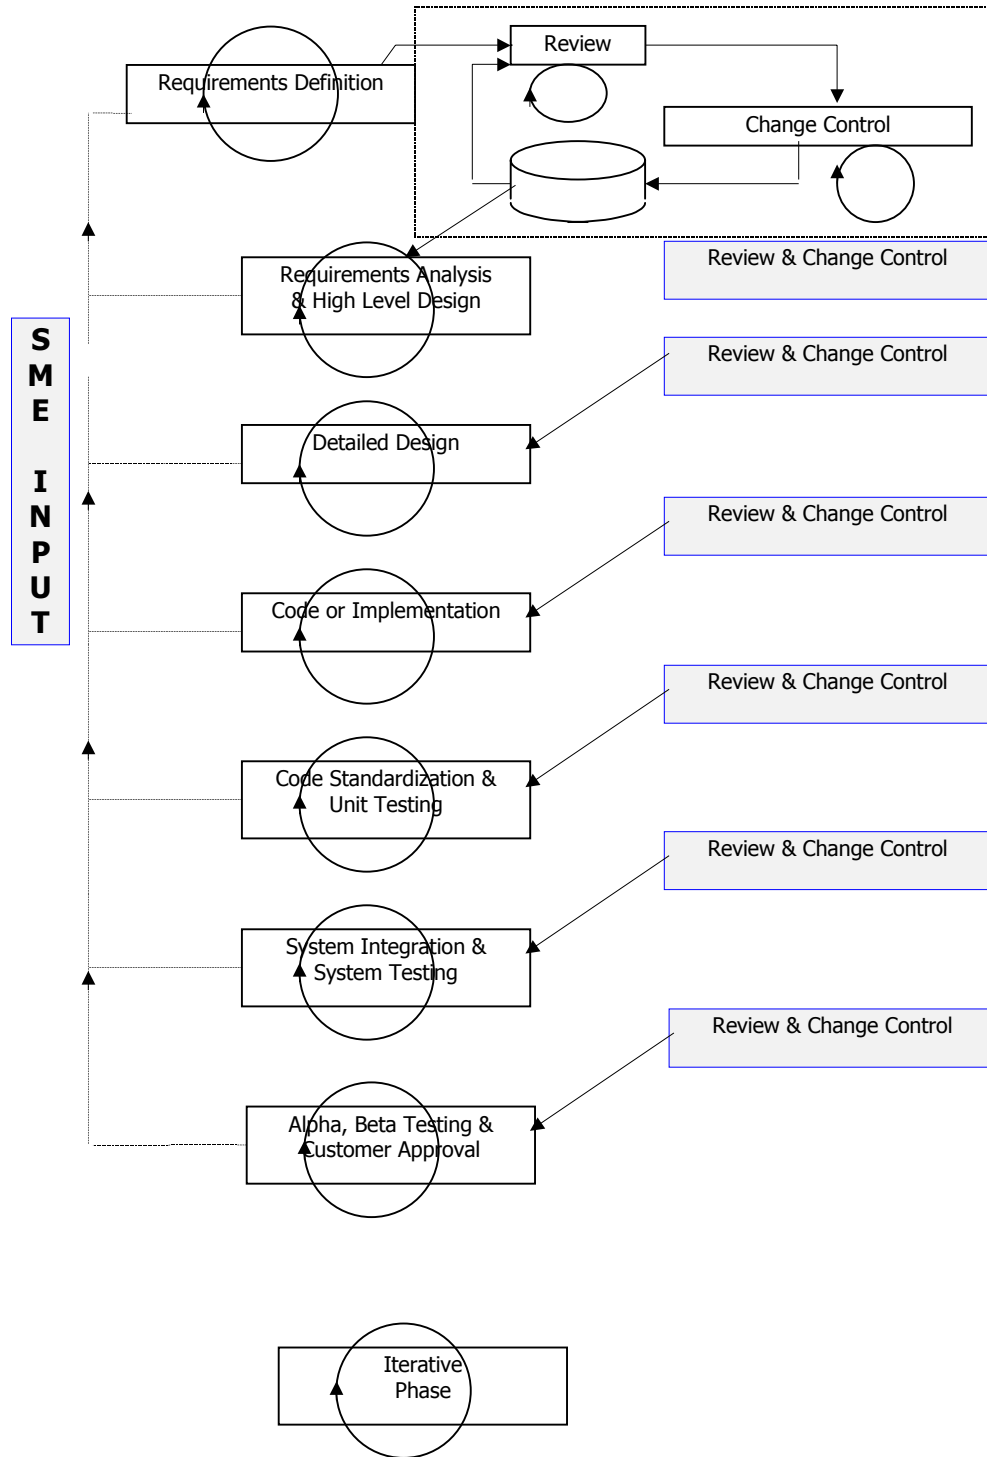 Review
Requirements Definition
Change Control
Requirements Analysis
& High Level Design
Review & Change Control
S
M
E
I
N
P
U
T
Review & Change Control
Detailed Design
Review & Change Control
Code or Implementation
Review & Change Control
Code Standardization &
Unit Testing
Review & Change Control
System Integration &
System Testing
Review & Change Control
Alpha, Beta Testing &
Customer Approval
Iterative
Phase